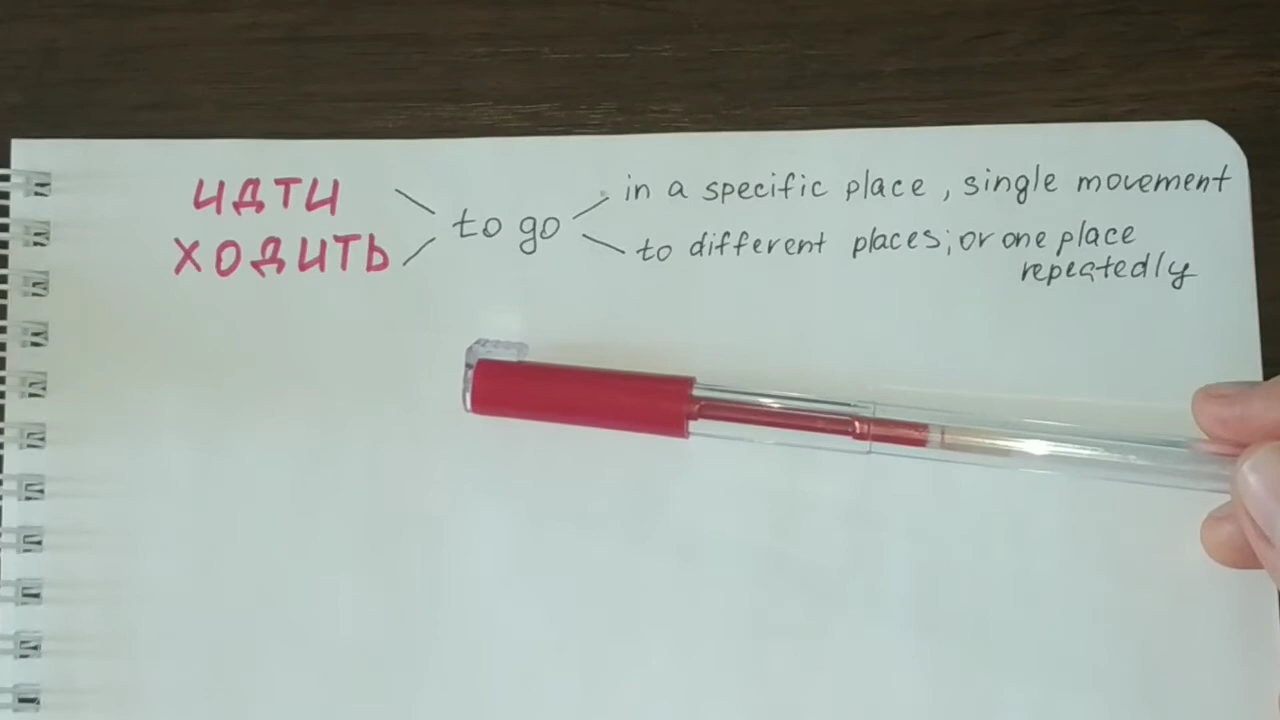 ИДТИ
ХОДИТЬ
to go
in a specific place, single movement
to different places; or one place
repeatedly